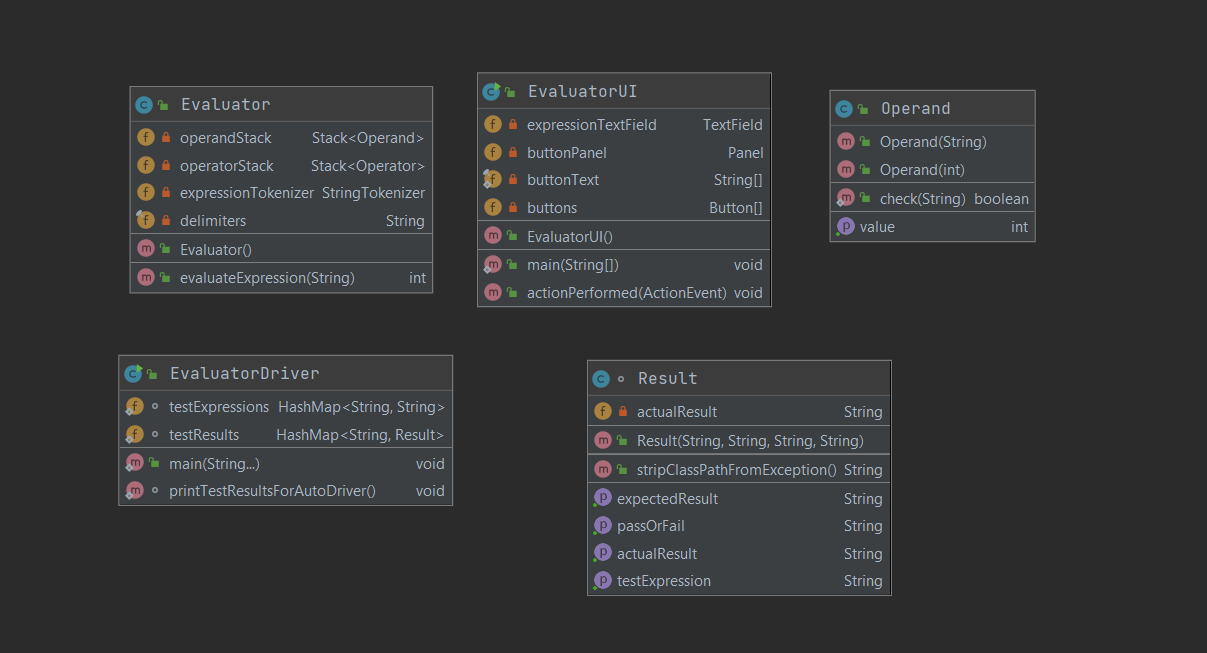 Evaluator
operandStack Stack<Operand>
operatorStack Stack<Operator>
expressionTokenizer StringTokenizer
delimiters String
Evaluator()
evaluateExpression(String) int
EvaluatorUI
expressionTextField TextField
buttonPanel Panel
buttonText String[]
buttons Button[]
EvaluatorUI()
main(String[]) void
actionPerformed(ActionEvent) void
Operand
Operand(String)
Operand(int)
check(String) boolean
value int
EvaluatorDriver
testExpressions HashMap<String, String>
testResults HashMap<String, Result>
main(String...) void
printTestResultsForAutoDriver() void
Result
actualResult String
Result(String, String, String, String)
stripClassPathFromException() String
expectedResult String
passOrFail String
actualResult String
testExpression String